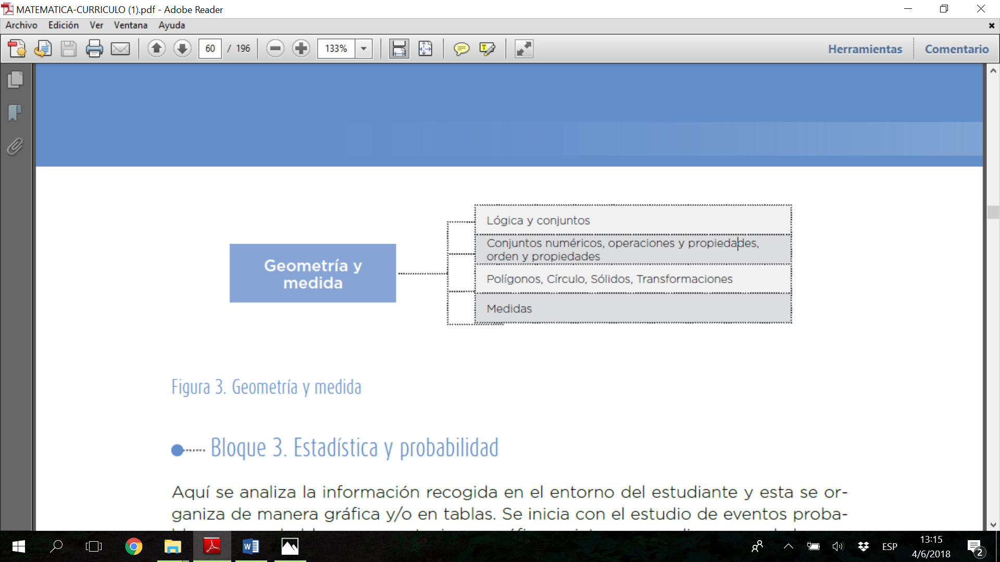 MATEMATICA-CURRICULO (1).pdf - Adobe Reader
Archivo Edición Ver Ventana Ayuda
60 / 196 133% Herramientas Comentario
Lógica y conjuntos
Conjuntos numéricos, operaciones y propiedades,
orden y propiedades
Geometría y
medida
Polígonos, Círculo, Sólidos, Transformaciones
Medidas
Figura 3. Geometría y medida
Bloque 3. Estadística y probabilidad
Aquí se analiza la información recogida en el entorno del estudiante y esta se or-
ganiza de manera gráfica y/o en tablas. Se inicia con el estudio de eventos proba-
ESP
13:15
4/6/2018
2